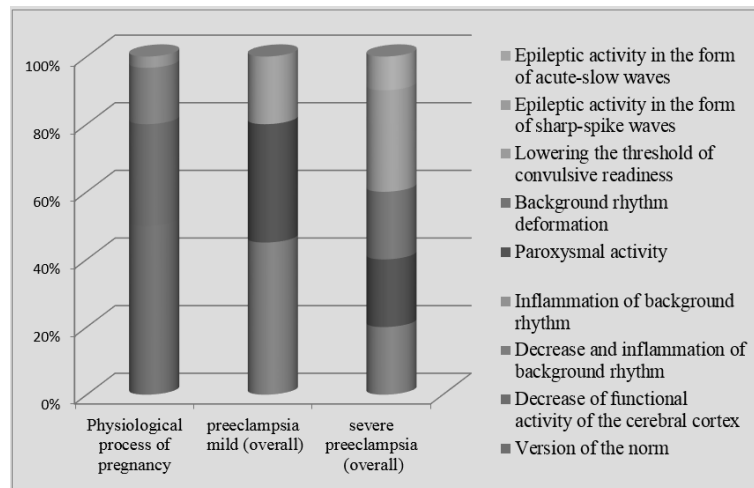 100%
80%
60%
40%
20%
0%
Physiological
process of
pregnancy
preeclampsia
mild (overall)
severe
preeclampsia
(overall)
Epileptic activity in the form
of acute-slow waves
Epileptic activity in the form
of sharp-spike waves
Lowering the threshold of
convulsive readiness
Background rhythm
deformation
Paroxysmal activity
Inflammation of background
rhythm
Decrease and inflammation of
background rhythm
Decrease of functional
activity of the cerebral cortex
Version of the norm